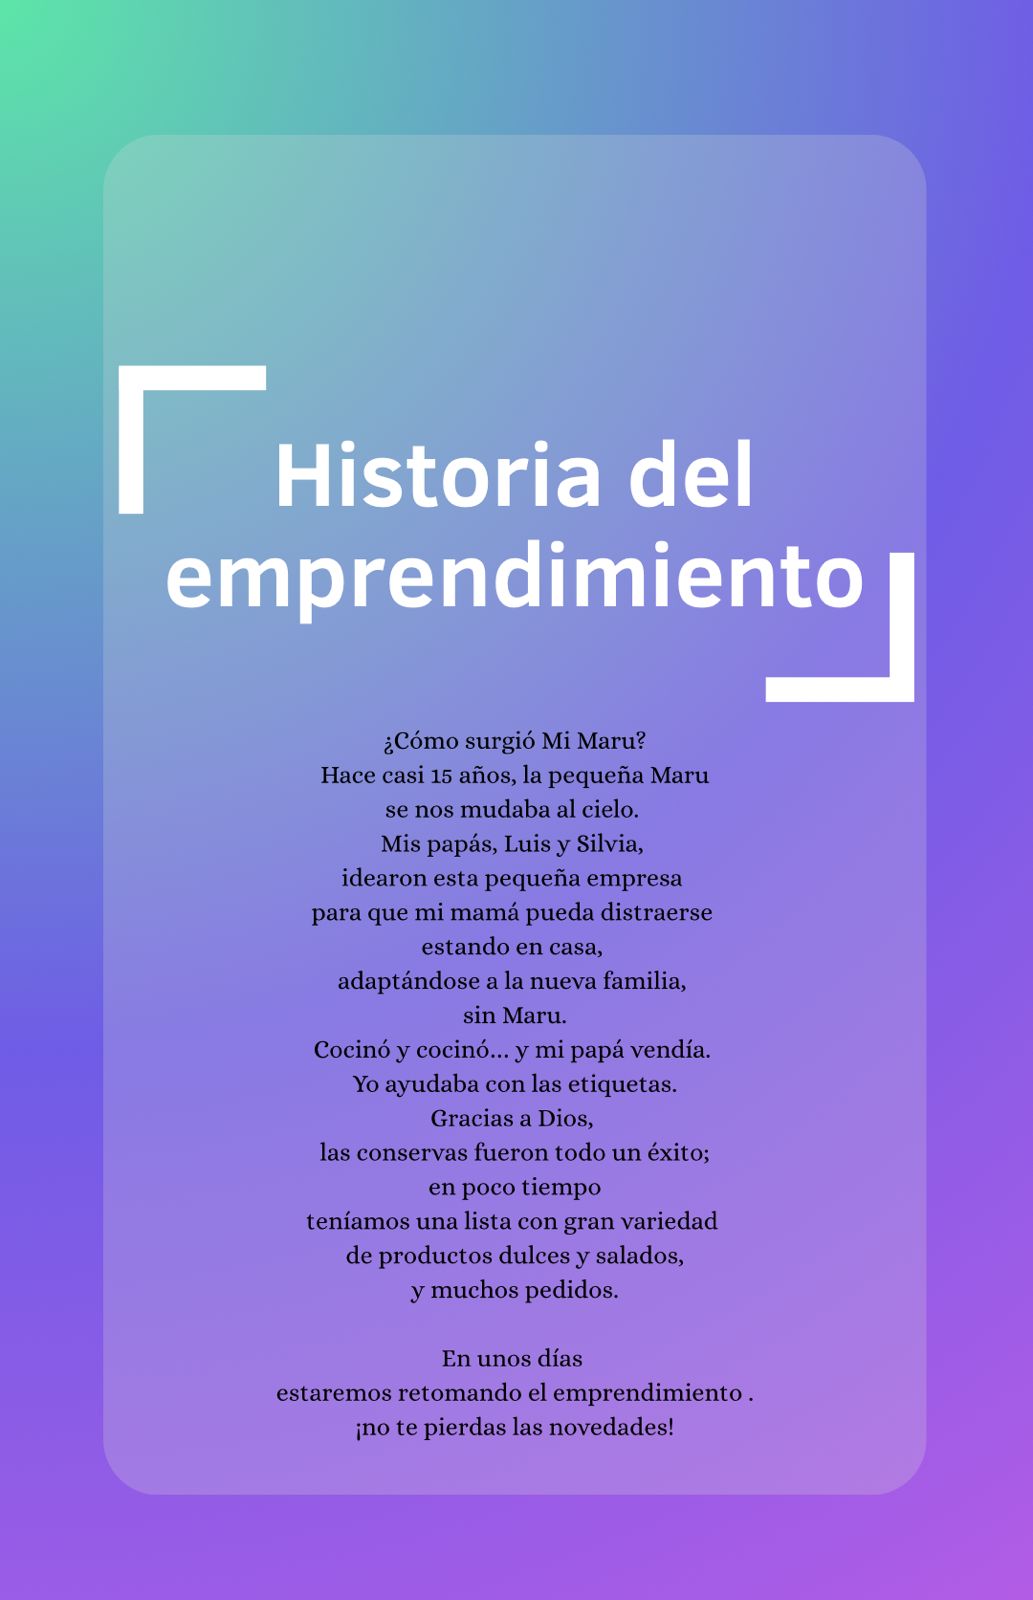 Historia del
emprendimiento
¿Cómo surgió Mi Maru?
Hace casi 15 años, la pequeña Maru
se nos mudaba al cielo.
Mis papás, Luis y Silvia,
idearon esta pequeña empresa
para que mi mamá pueda distraerse
estando en casa,
adaptándose a la nueva familia,
sin Maru.
Cocinó y cocinó... y mi papá vendía.
Yo ayudaba con las etiquetas.
Gracias a Dios,
las conservas fueron todo un éxito;
en poco tiempo
teníamos una lista con gran variedad
de productos dulces y salados,
y muchos pedidos.
En unos días
estaremos retomando el emprendimiento .
¡no te pierdas las novedades!